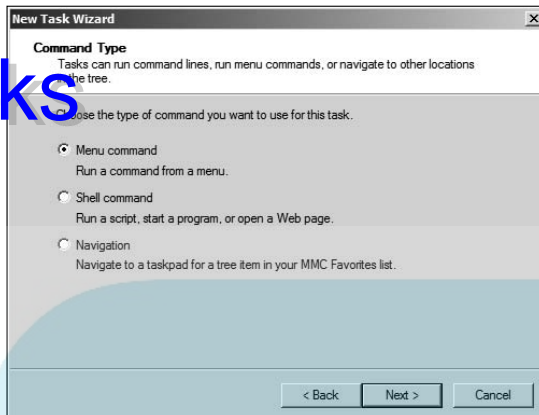 New Task Wizard
Command Type
Tasks can run command lines, run menu commands, or navigate to other locations
in the tree.
ks
Choose the type of command you want to use for this task.
Menu command
Run a command from a menu.
Shell command
Run a script, start a program, or open a Web page.
Navigation
Navigate to a taskpad for a tree item in your MMC Favorites list.
< Back
Next >
Cancel